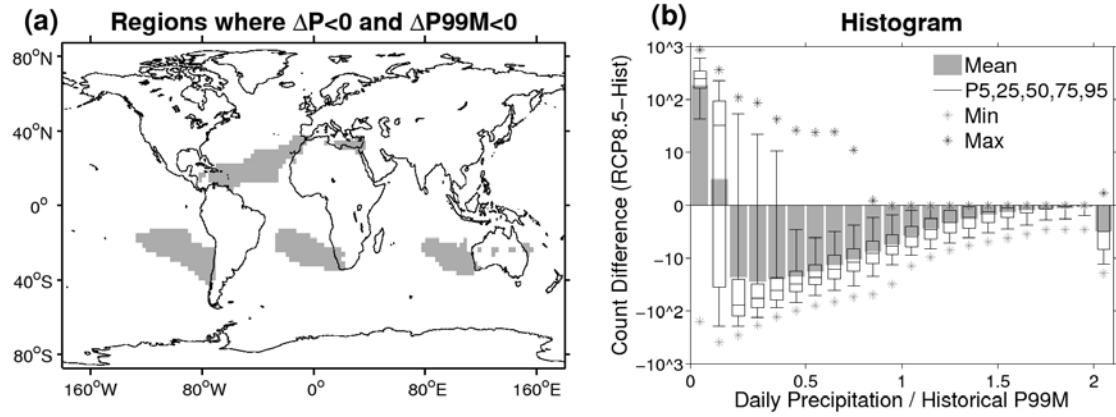 (a) Regions where ΔP<0 and ΔP99M<0
80°N
40°N
0°
40°S
80°S
160°W 80°W 0° 80°E 160°E
(b) Histogram
Count Difference (RCP8.5-Hist)
10^3
10^2
10
0
-10
-10^2
-10^3
Mean
P5,25,50,75,95
Min
Max
0 0.5 1 1.5 2
Daily Precipitation / Historical P99M